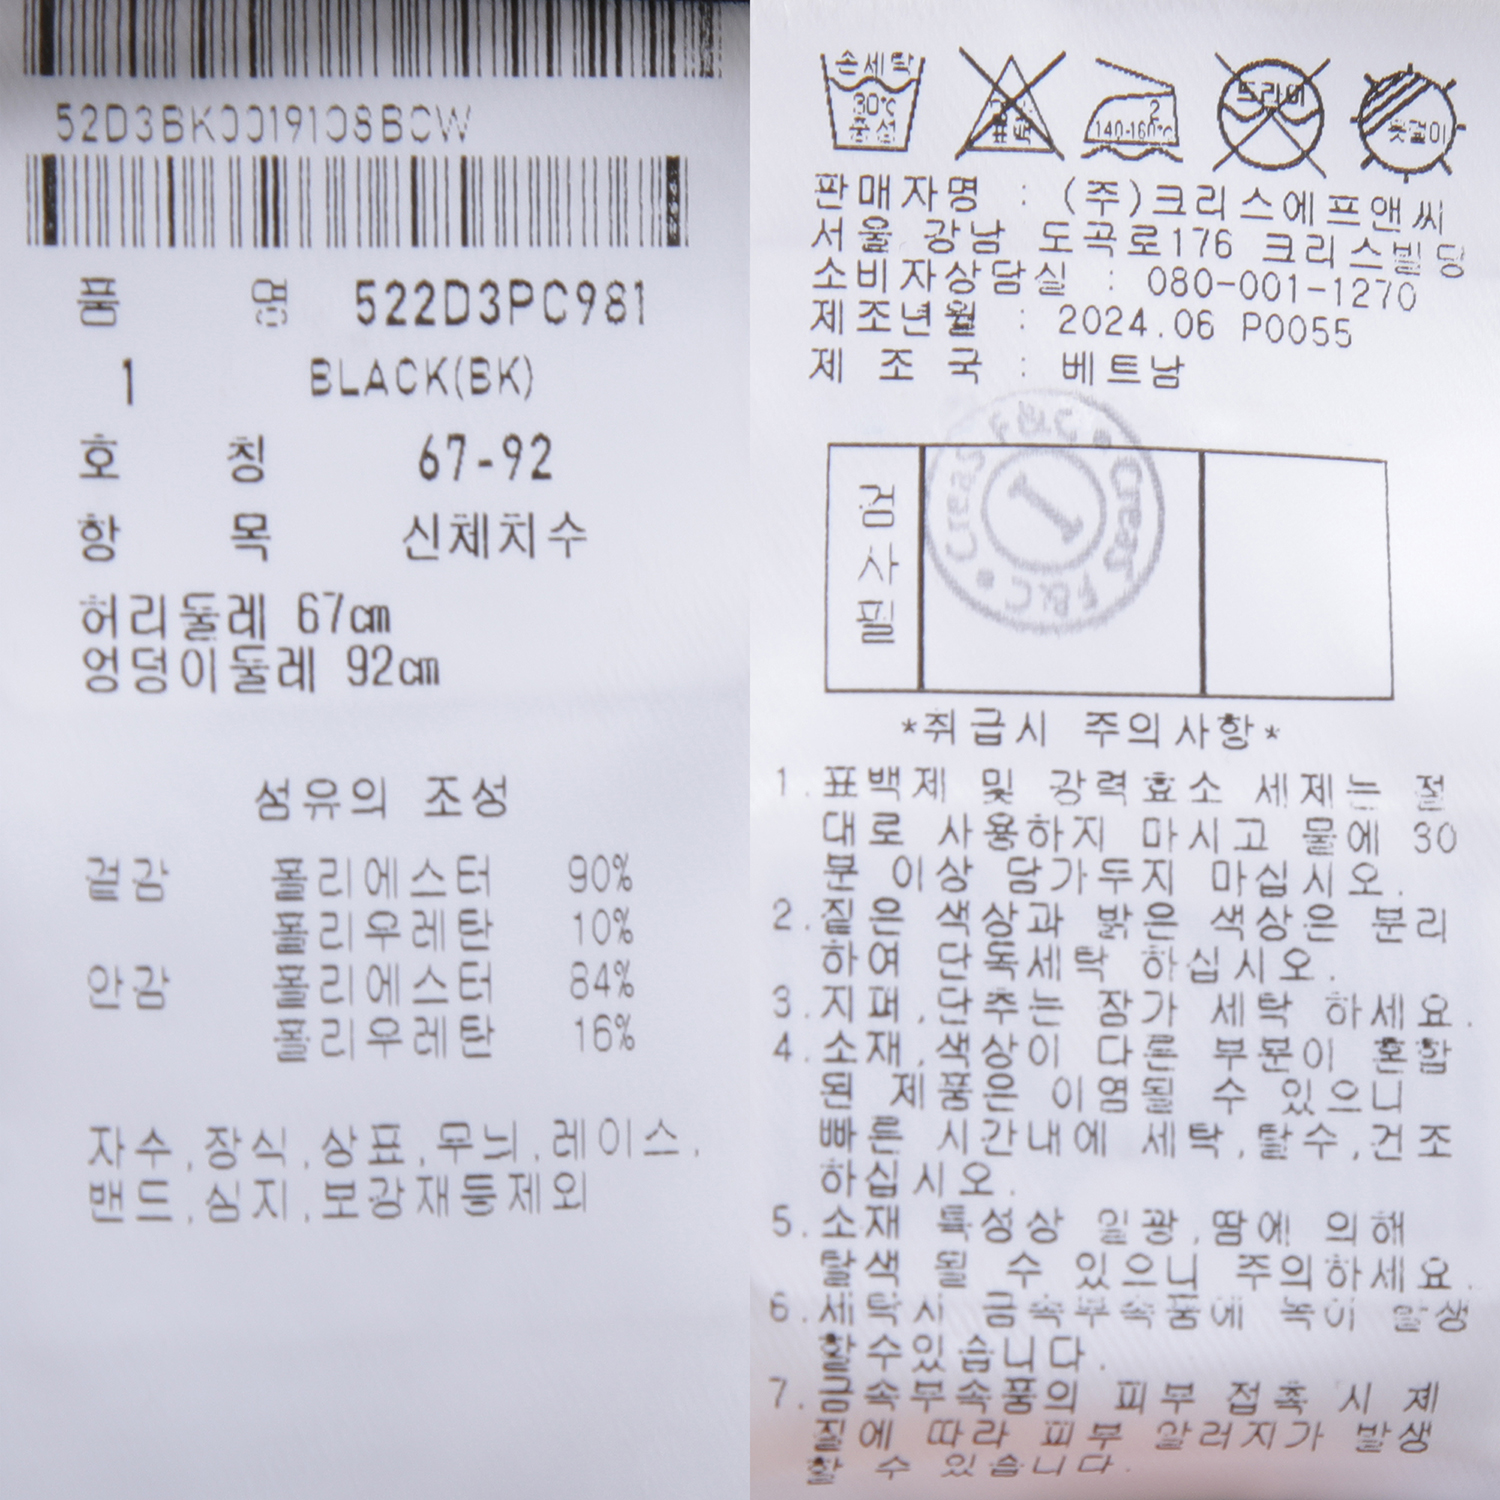 52D3BK0019108BCW
품 명 522D3PC981
1 BLACK(BK)
호 칭 67-92
항 목 신체치수
허리둘레 67cm
엉덩이둘레 92cm
섬유의 조성
겉감 폴리에스터 90%
폴리우레탄 10%
안감 폴리에스터 84%
폴리우레탄 16%
자수,장식,상표,무늬,레이스,
밴드,심지,보강재등제외
손세탁
30℃
중성
표백
2
140-160℃
드라이
옷걸이
판매자명 : (주)크리스에프앤씨
서울 강남 도곡로176 크리스빌딩
소비자상담실 : 080-001-1270
제조년월 : 2024.06 P0055
제 조 국 : 베트남
검
사
필
F&C Creas F&C Creas
*취급시 주의사항*
1.표백제 및 강력효소 세제는 절
대로 사용하지 마시고 물에 30
분 이상 담가두지 마십시오.
2.짙은 색상과 밝은 색상은 분리
하여 단독세탁 하십시오.
3.지퍼,단추는 잠가 세탁 하세요.
4.소재,색상이 다른 부분이 혼합
된 제품은 이염될 수 있으니
빠른 시간내에 세탁,탈수,건조
하십시오.
5.소재 특성상 일광,땀에 의해
탈색 될 수 있으니 주의하세요.
6.세탁시 금속부속품에 녹이 발생
할수있습니다.
7.금속부속품의 피부 접촉 시 체
질에 따라 피부 알러지가 발생
할 수 있습니다.